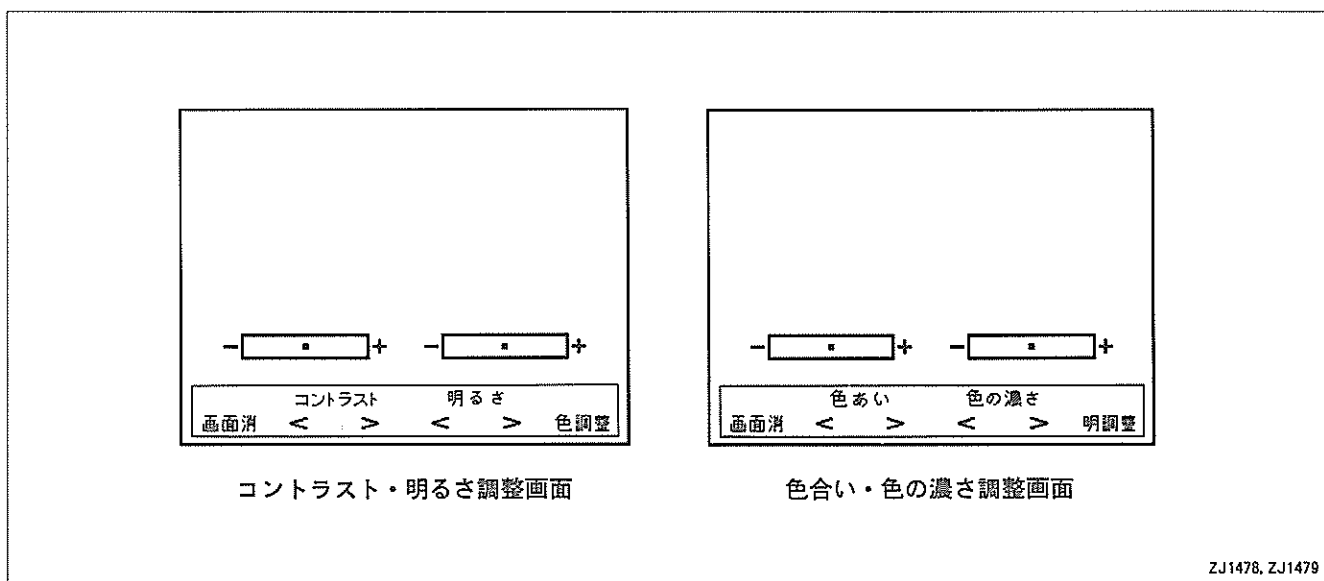 − + − +
コントラスト 明るさ
画面消 < > < > 色調整
コントラスト・明るさ調整画面
− + − +
色あい 色の濃さ
画面消 < > < > 明調整
色合い・色の濃さ調整画面
ZJ1478, ZJ1479